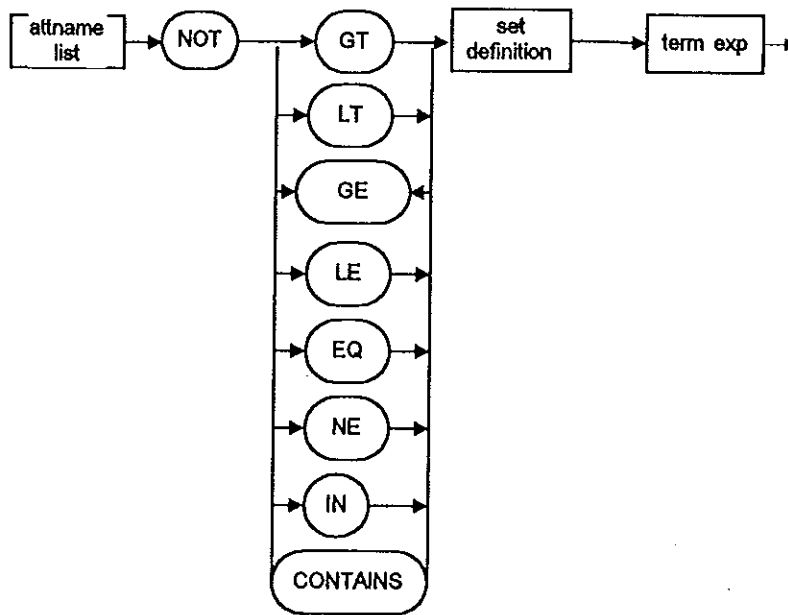 attname
list
NOT
GT
set
definition
term exp
LT
GE
LE
EQ
NE
IN
CONTAINS